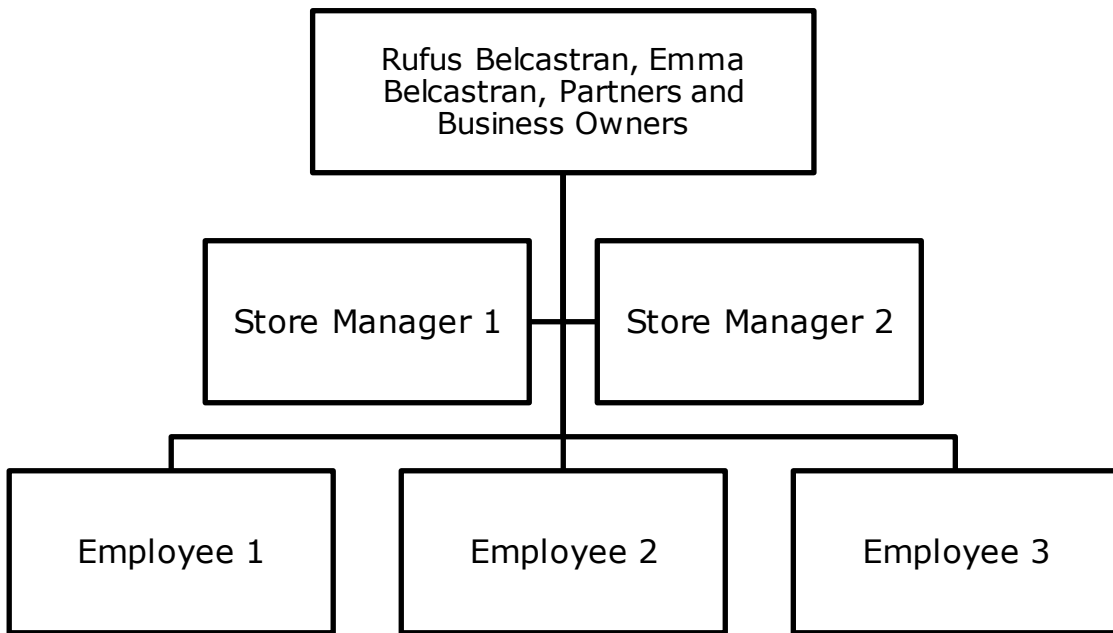 Rufus Belcastran, Emma
Belcastran, Partners and
Business Owners
Store Manager 1
Store Manager 2
Employee 1
Employee 2
Employee 3